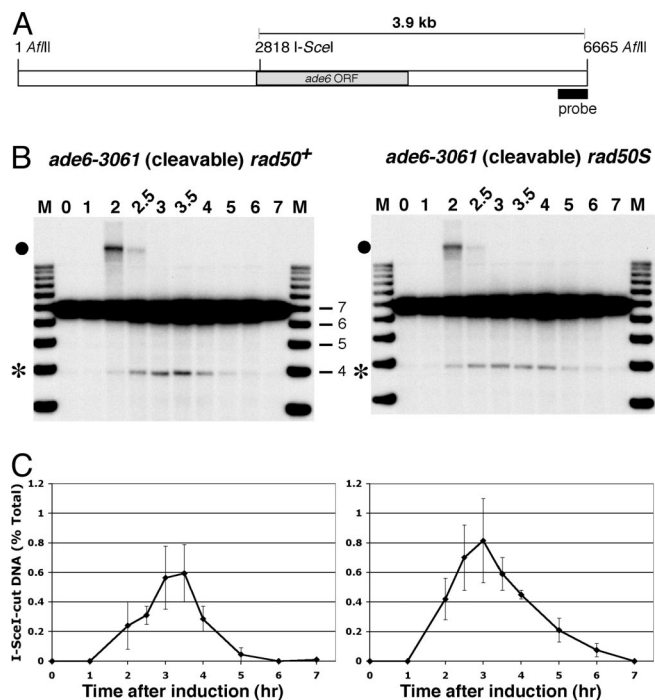 A
3.9 kb
1 AflII
2818 I-SceI
6665 AflII
ade6 ORF
probe
B
ade6-3061 (cleavable) rad50+
ade6-3061 (cleavable) rad50S
M 0 1 2 2.5 3 3.5 4 5 6 7 M
M 0 1 2 2.5 3 3.5 4 5 6 7 M
7
6
5
* 4 *
C
I-SceI-cut DNA (% Total)
1.2 1.2
1 1
0.8 0.8
0.6 0.6
0.4 0.4
0.2 0.2
0 0
0 1 2 3 4 5 6 7
0 1 2 3 4 5 6 7
Time after induction (hr)
Time after induction (hr)